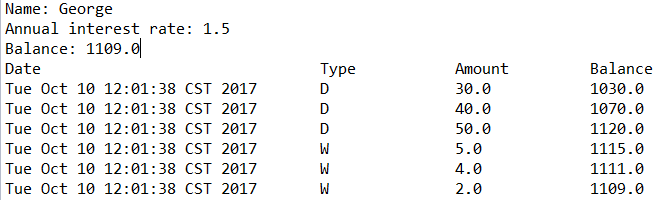 Name: George
Annual interest rate: 1.5
Balance: 1109.0
Date Type Amount Balance
Tue Oct 10 12:01:38 CST 2017 D 30.0 1030.0
Tue Oct 10 12:01:38 CST 2017 D 40.0 1070.0
Tue Oct 10 12:01:38 CST 2017 D 50.0 1120.0
Tue Oct 10 12:01:38 CST 2017 W 5.0 1115.0
Tue Oct 10 12:01:38 CST 2017 W 4.0 1111.0
Tue Oct 10 12:01:38 CST 2017 W 2.0 1109.0